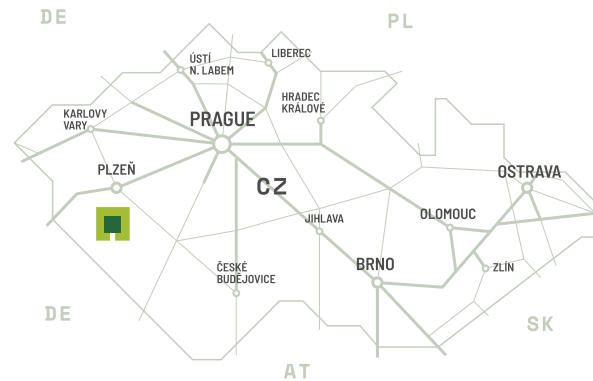 DE
PL
ÚSTÍ
N. LABEM
LIBEREC
HRADEC
KRÁLOVÉ
KARLOVY
VARY
PRAGUE
PLZEŇ
CZ
OSTRAVA
JIHLAVA
OLOMOUC
BRNO
ZLÍN
ČESKÉ
BUDĚJOVICE
DE
SK
AT